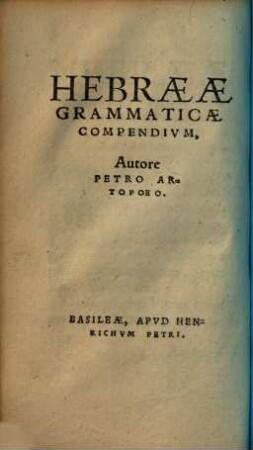 HEBRÆÆ
GRAMMATICÆ
COMPENDIVM,
Autore
PETRO AR=
TOPOEO.
BASILEÆ, APVD HEN=
RICHVM PETRI.